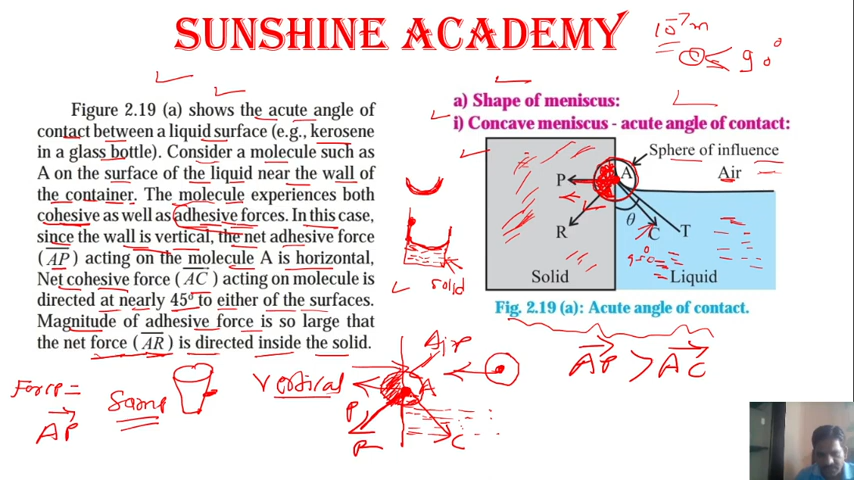 SUNSHINE ACADEMY
10⁻⁷ m
< 90°
Figure 2.19 (a) shows the acute angle of
contact between a liquid surface (e.g., kerosene
in a glass bottle). Consider a molecule such as
A on the surface of the liquid near the wall of
the container. The molecule experiences both
cohesive as well as adhesive forces. In this case,
since the wall is vertical, the net adhesive force
(AP) acting on the molecule A is horizontal,
Net cohesive force (AC) acting on molecule is
directed at nearly 45° to either of the surfaces.
Magnitude of adhesive force is so large that
the net force (AR) is directed inside the solid.
a) Shape of meniscus:
i) Concave meniscus - acute angle of contact:
Sphere of influence
A
Air
P
θ
R
C
T
45°
Solid
Liquid
solid
Fig. 2.19 (a): Acute angle of contact.
AP > AC
Force =
AP
Same
Vertical
Air
A
P
R
C